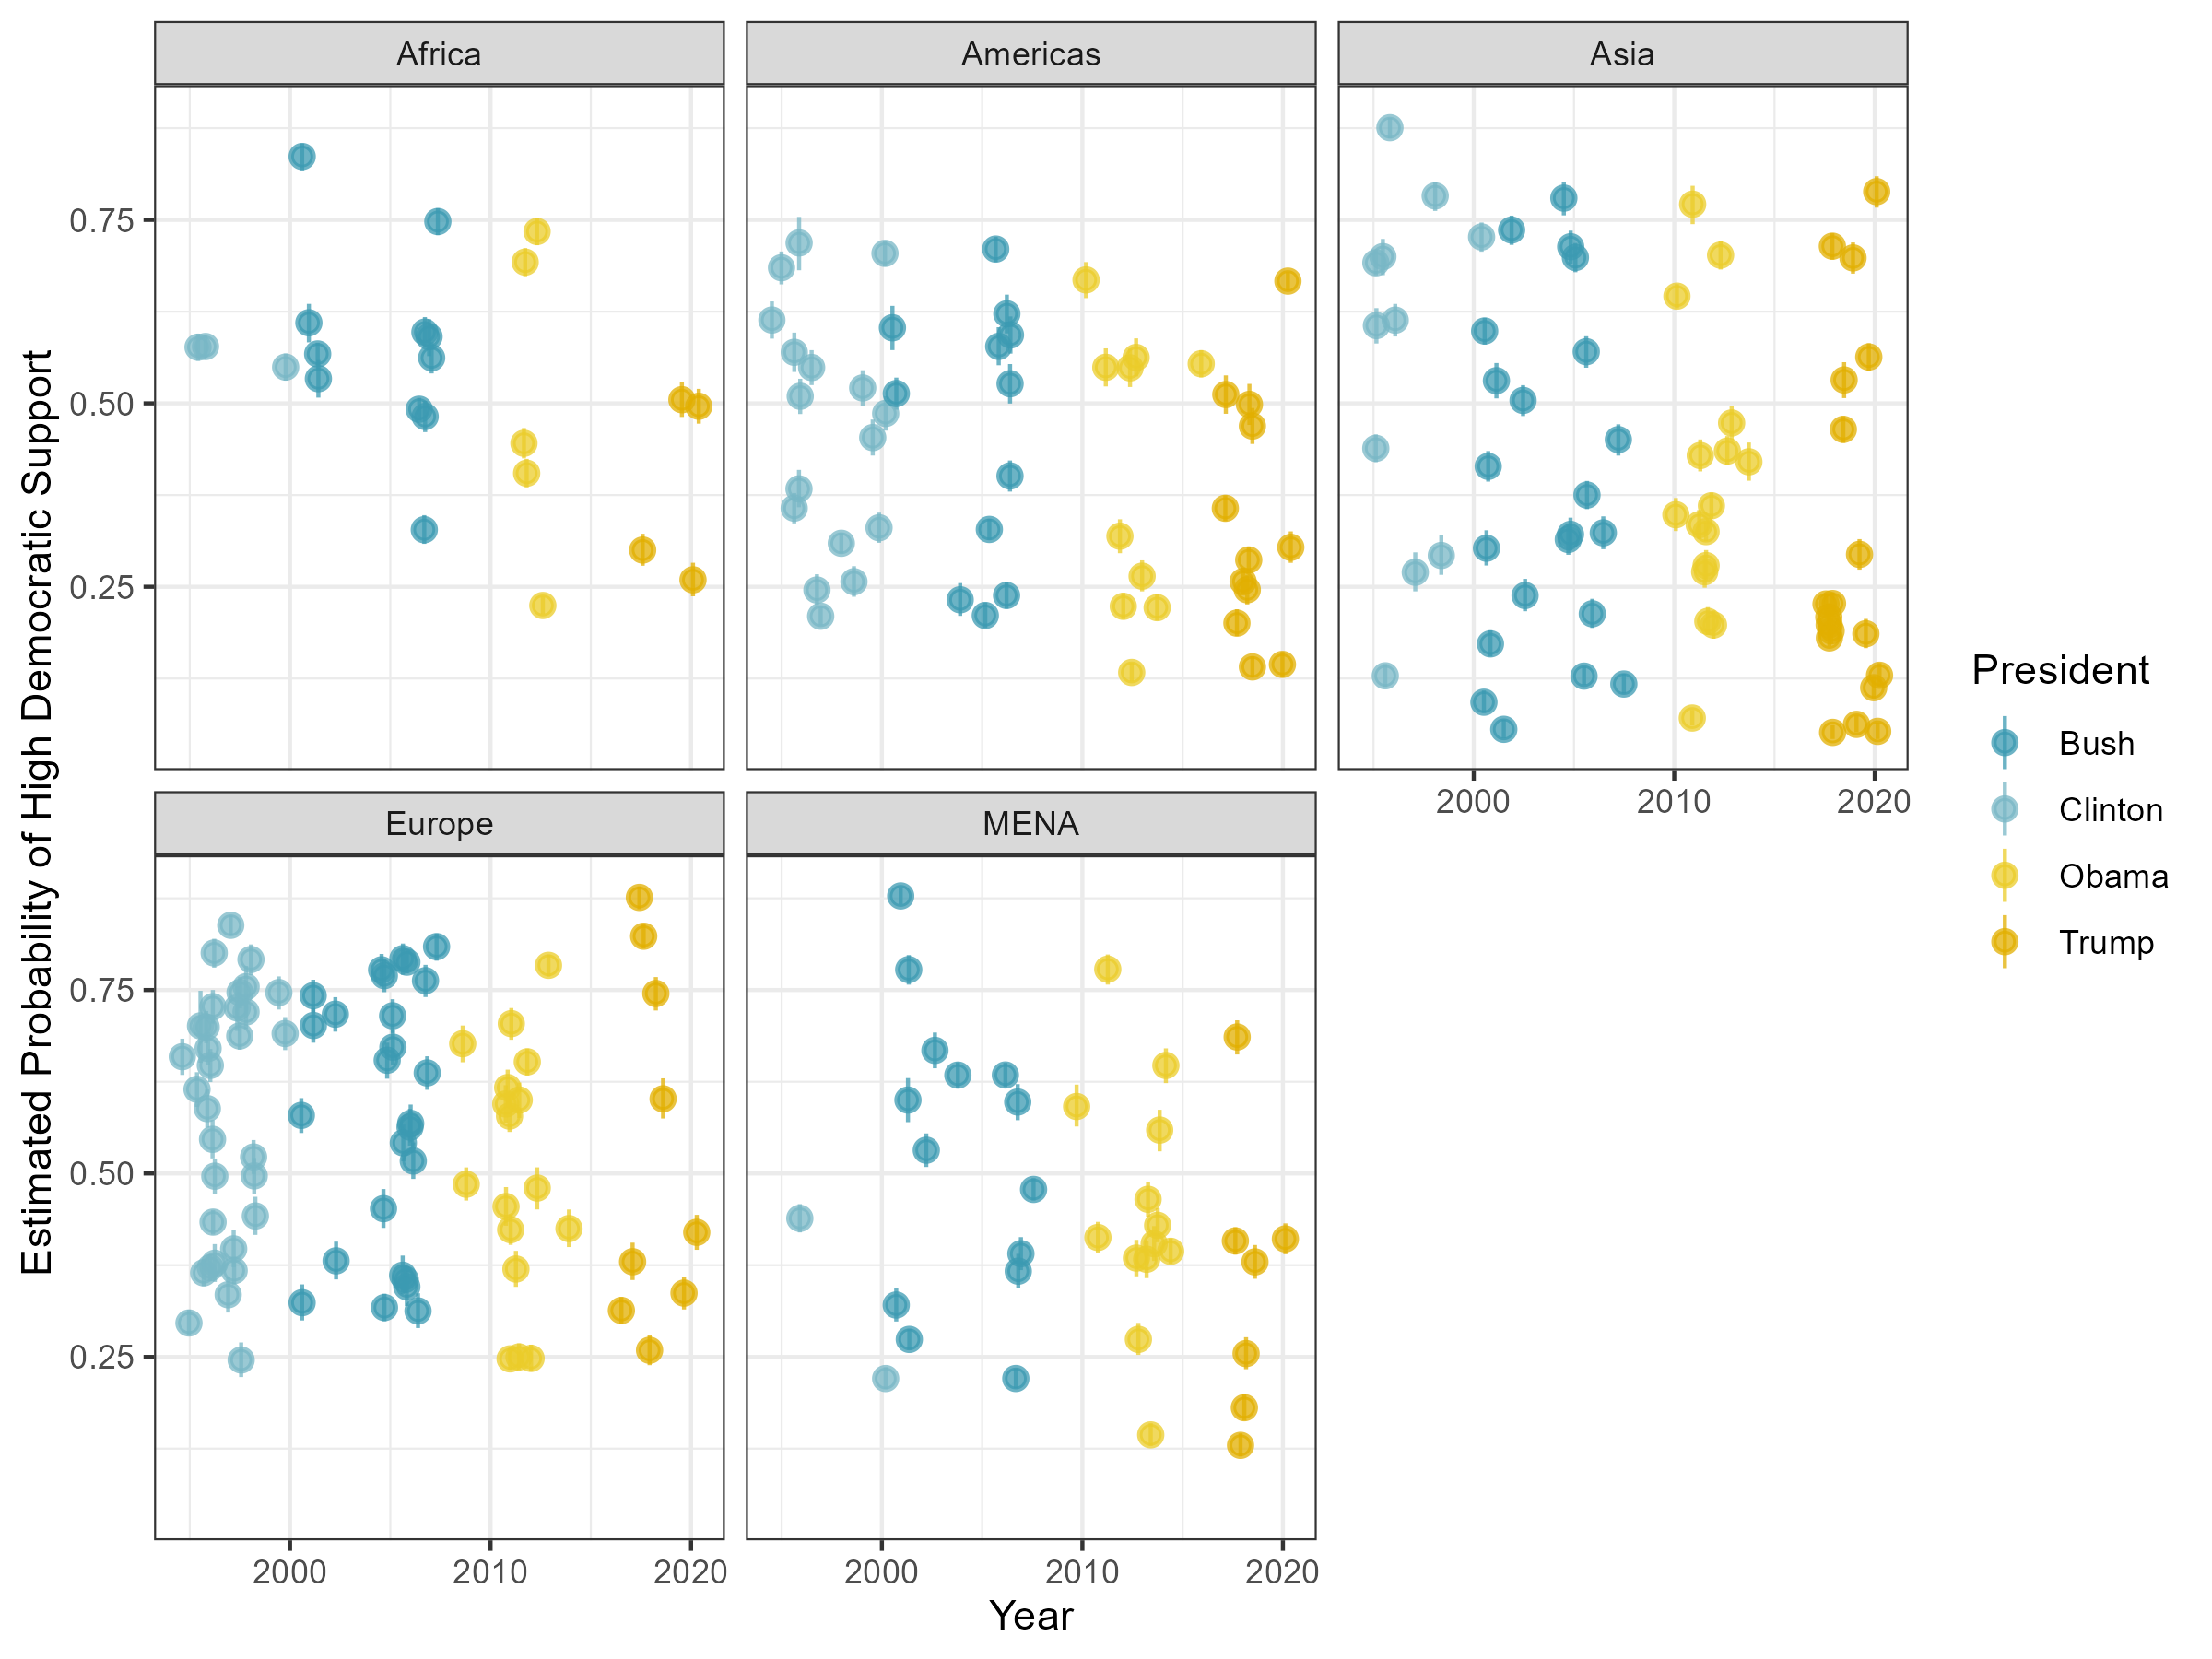 Africa
Americas
Asia
0.75
0.50
0.25
2000 2010 2020
Europe
MENA
0.75
0.50
0.25
2000 2010 2020
2000 2010 2020
Year
Estimated Probability of High Democratic Support
President
Bush
Clinton
Obama
Trump